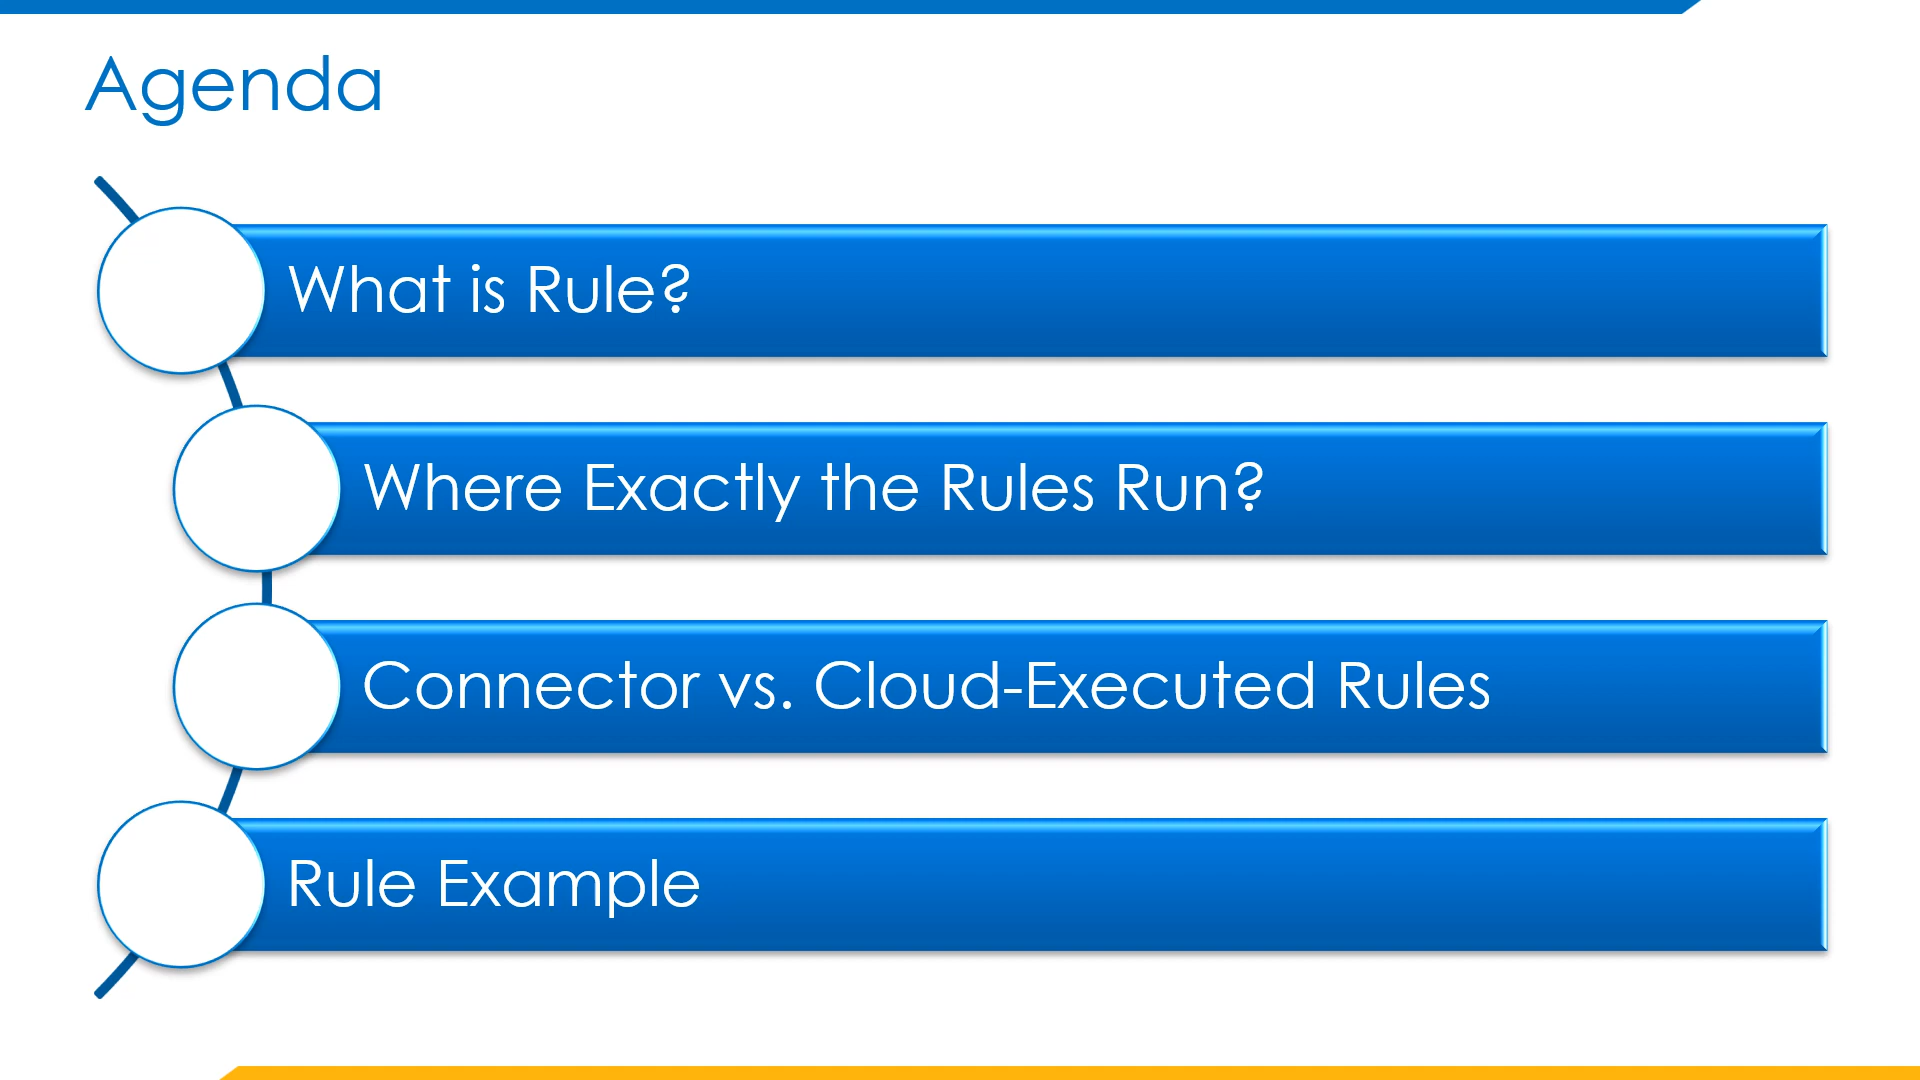 Agenda
What is Rule?
Where Exactly the Rules Run?
Connector vs. Cloud-Executed Rules
Rule Example